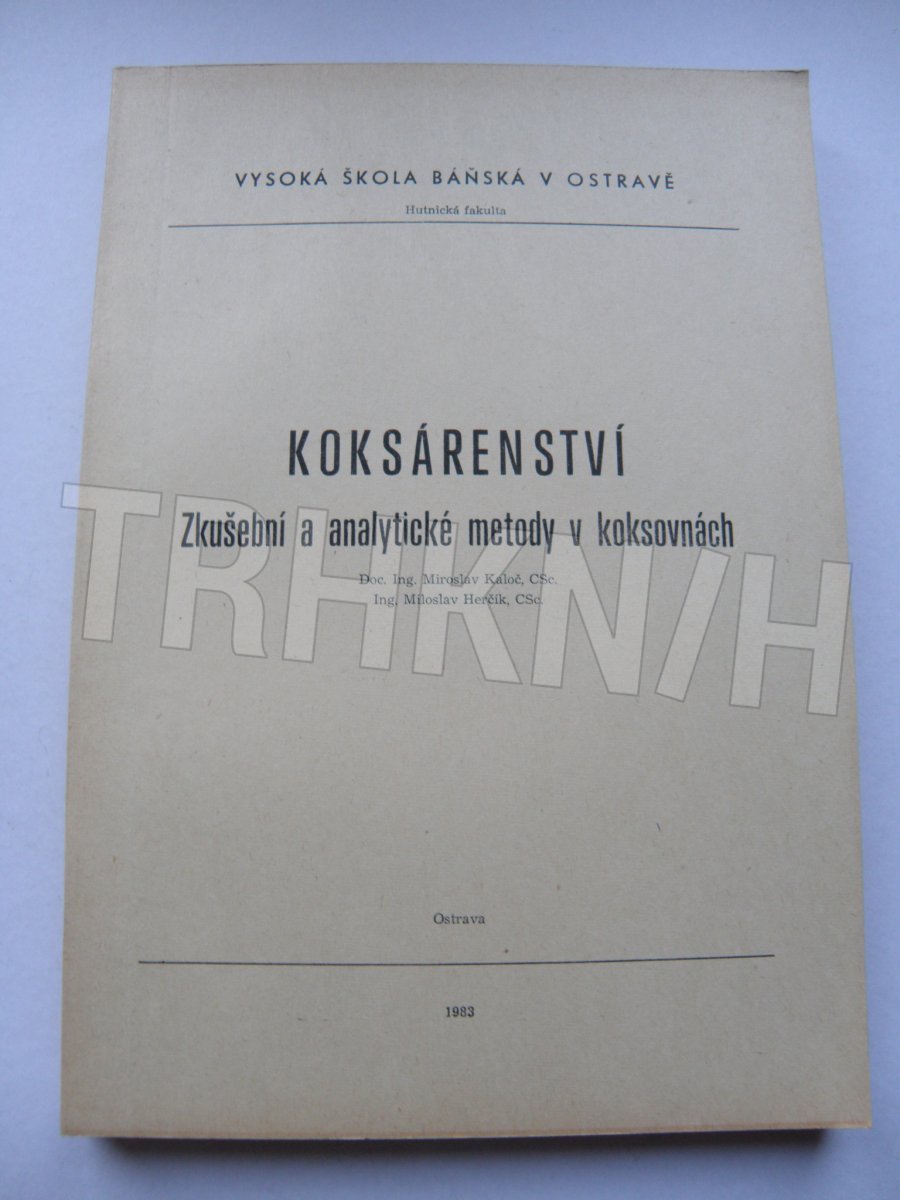 VYSOKÁ ŠKOLA BÁŇSKÁ V OSTRAVĚ
Hutnická fakulta
KOKSÁRENSTVÍ
Zkušební a analytické metody v koksovnách
Doc. Ing. Miroslav Kaloč, CSc.
Ing. Miloslav Herčík, CSc.
TRHKNIH
Ostrava
1983